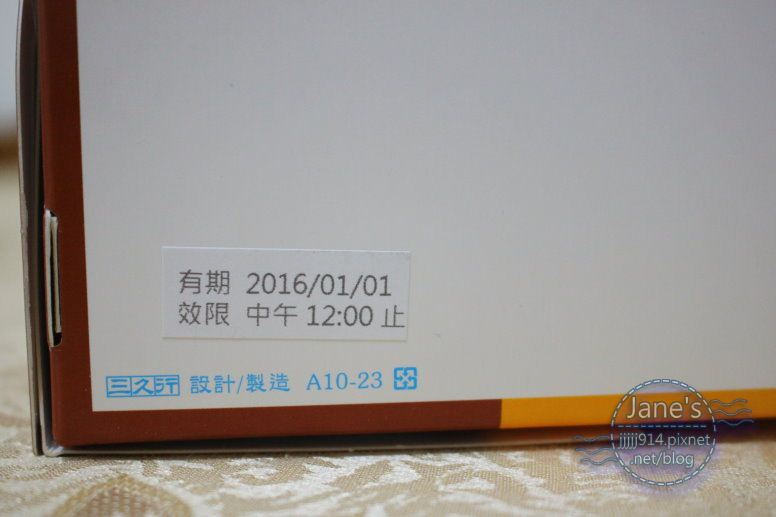 有期 2016/01/01
效限 中午 12:00 止
三久行 設計/製造 A10-23
Jane's
jjjjj914.pixnet
.net/blog